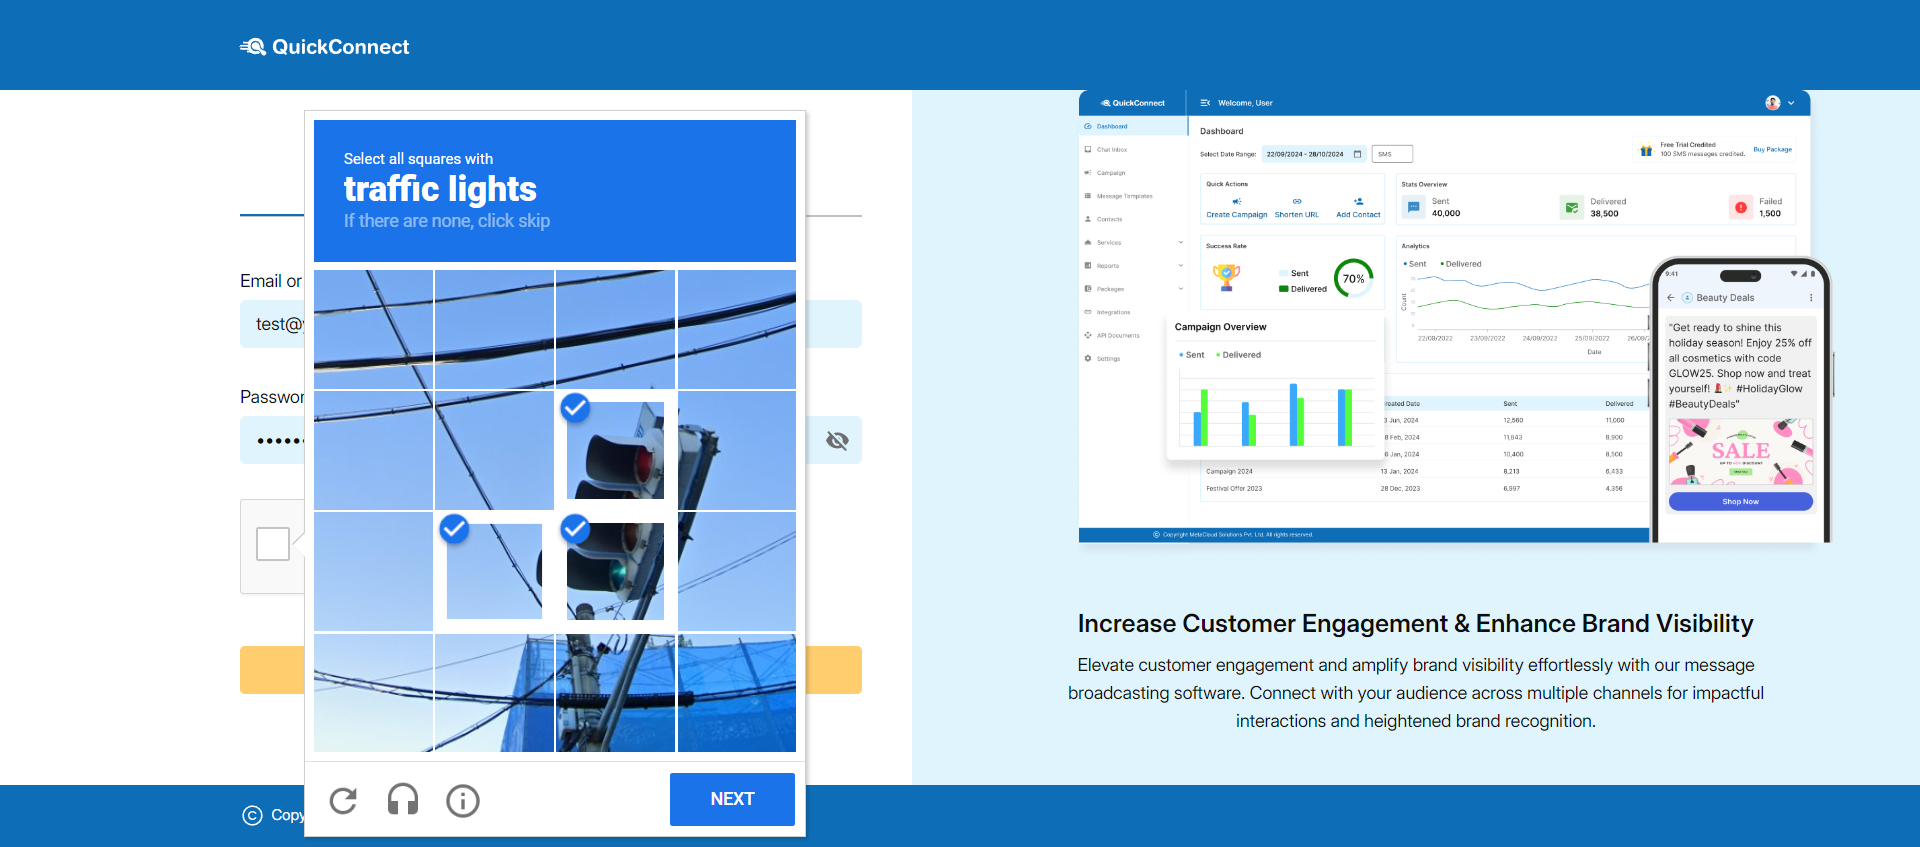 QuickConnect
Select all squares with
traffic lights
If there are none, click skip
Email or
test@
Passwor
NEXT
Copy
QuickConnect
Welcome, User
Dashboard
Chat Inbox
Campaign
Message Templates
Contacts
Services
Reports
Packages
Integrations
API Documents
Settings
Dashboard
Select Date Range:
22/09/2024 - 28/10/2024
SMS
Free Trial Credited
100 SMS messages credited.
Buy Package
Quick Actions
Create Campaign
Shorten URL
Add Contact
Stats Overview
Sent
40,000
Delivered
38,500
Failed
1,500
Success Rate
Sent
Delivered
70%
Analytics
Sent
Delivered
Count
22/09/2022
23/09/2022
24/09/2022
25/09/2022
26/0
Date
Campaign Overview
Sent
Delivered
reated Date
Sent
Delivered
3 Jun, 2024
12,560
11,000
8 Feb, 2024
11,843
8,900
6 Jan, 2024
10,400
8,500
Campaign 2024
13 Jan, 2024
8,213
6,433
Festival Offer 2023
28 Dec, 2023
6,997
4,356
Copyright MetaCloud Solutions Pvt. Ltd. All rights reserved.
9:41
Beauty Deals
"Get ready to shine this
holiday season! Enjoy 25% off
all cosmetics with code
GLOW25. Shop now and treat
yourself! 💄✨ #HolidayGlow
#BeautyDeals"
SALE
Shop Now
Increase Customer Engagement & Enhance Brand Visibility
Elevate customer engagement and amplify brand visibility effortlessly with our message
broadcasting software. Connect with your audience across multiple channels for impactful
interactions and heightened brand recognition.